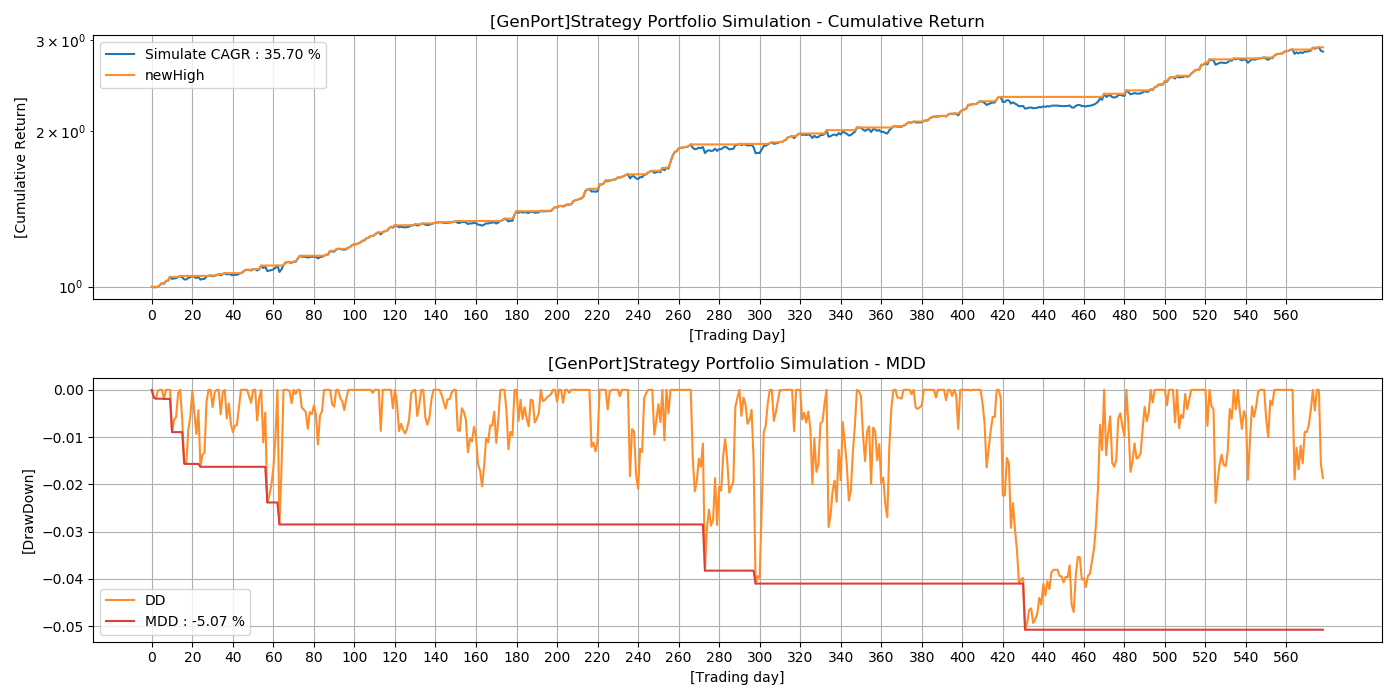 [GenPort]Strategy Portfolio Simulation - Cumulative Return
3 × 10⁰
2 × 10⁰
10⁰
[Cumulative Return]
Simulate CAGR : 35.70 %
newHigh
0 20 40 60 80 100 120 140 160 180 200 220 240 260 280 300 320 340 360 380 400 420 440 460 480 500 520 540 560
[Trading Day]
[GenPort]Strategy Portfolio Simulation - MDD
0.00
−0.01
−0.02
−0.03
−0.04
−0.05
[DrawDown]
DD
MDD : -5.07 %
0 20 40 60 80 100 120 140 160 180 200 220 240 260 280 300 320 340 360 380 400 420 440 460 480 500 520 540 560
[Trading day]